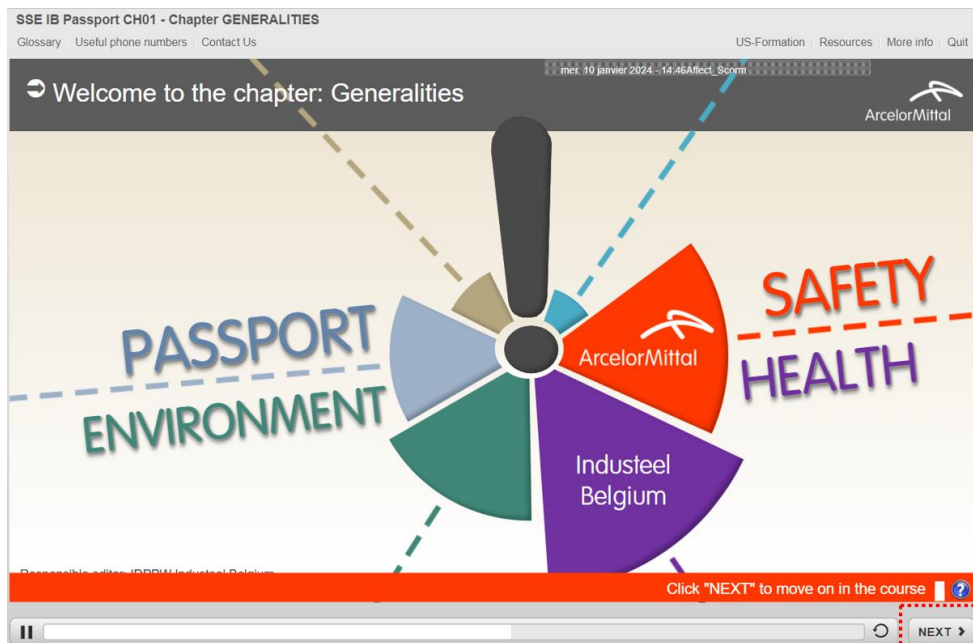 SSE IB Passport CH01 - Chapter GENERALITIES
Glossary Useful phone numbers Contact Us US-Formation Resources More info Quit
mer. 10 janvier 2024 - 14:46Affect_Scorm
Welcome to the chapter: Generalities
ArcelorMittal
SAFETY
PASSPORT
ArcelorMittal
HEALTH
ENVIRONMENT
Industeel
Belgium
Click "NEXT" to move on in the course
NEXT